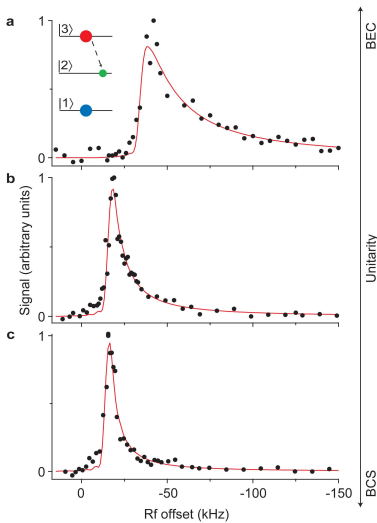 a
|3⟩
|2⟩
|1⟩
1
0
BEC
b
1
0
Signal (arbitrary units)
Unitarity
c
1
0
BCS
0 -50 -100 -150
Rf offset (kHz)